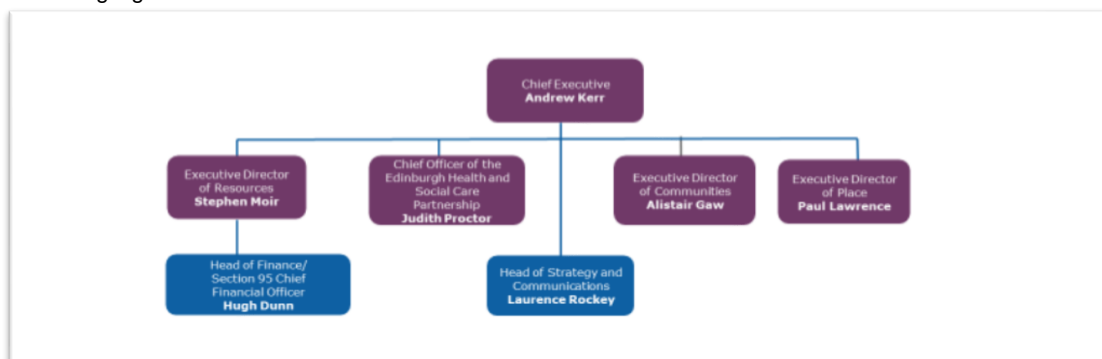 Chief Executive
Andrew Kerr
Executive Director
of Resources
Stephen Moir
Chief Officer of the
Edinburgh Health and
Social Care
Partnership
Judith Proctor
Executive Director
of Communities
Alistair Gaw
Executive Director
of Place
Paul Lawrence
Head of Finance/
Section 95 Chief
Financial Officer
Hugh Dunn
Head of Strategy and
Communications
Laurence Rockey